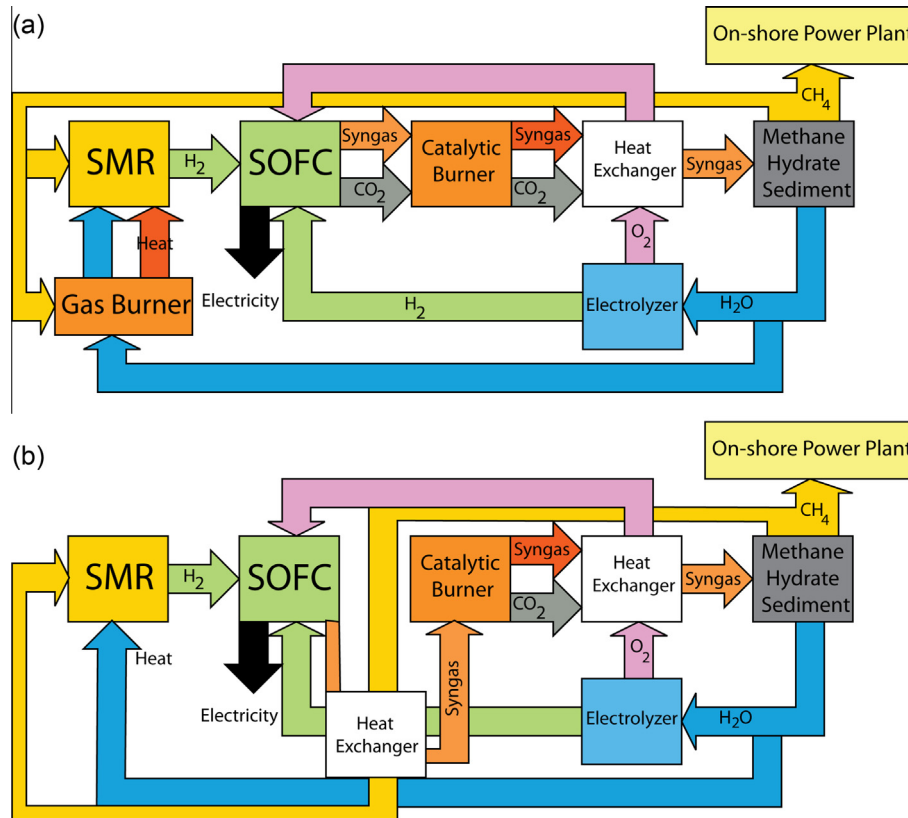 (a)
On-shore Power Plant
CH4
SMR
H2
SOFC
Syngas
CO2
Catalytic
Burner
Syngas
CO2
Heat
Exchanger
Syngas
Methane
Hydrate
Sediment
Heat
O2
Gas Burner
Electricity
H2
Electrolyzer
H2O
(b)
On-shore Power Plant
CH4
SMR
H2
SOFC
Catalytic
Burner
Syngas
CO2
Heat
Exchanger
Syngas
Methane
Hydrate
Sediment
Heat
O2
Electricity
Heat
Exchanger
Syngas
Electrolyzer
H2O